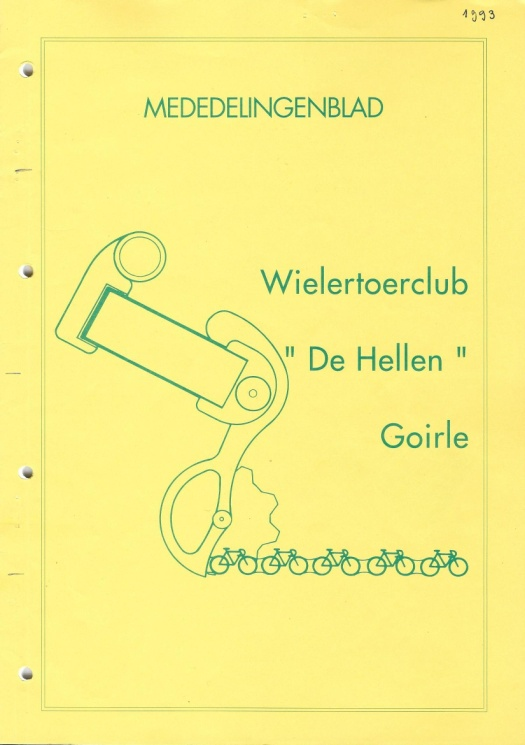 1993
MEDEDELINGENBLAD
Wielertoerclub
" De Hellen "
Goirle